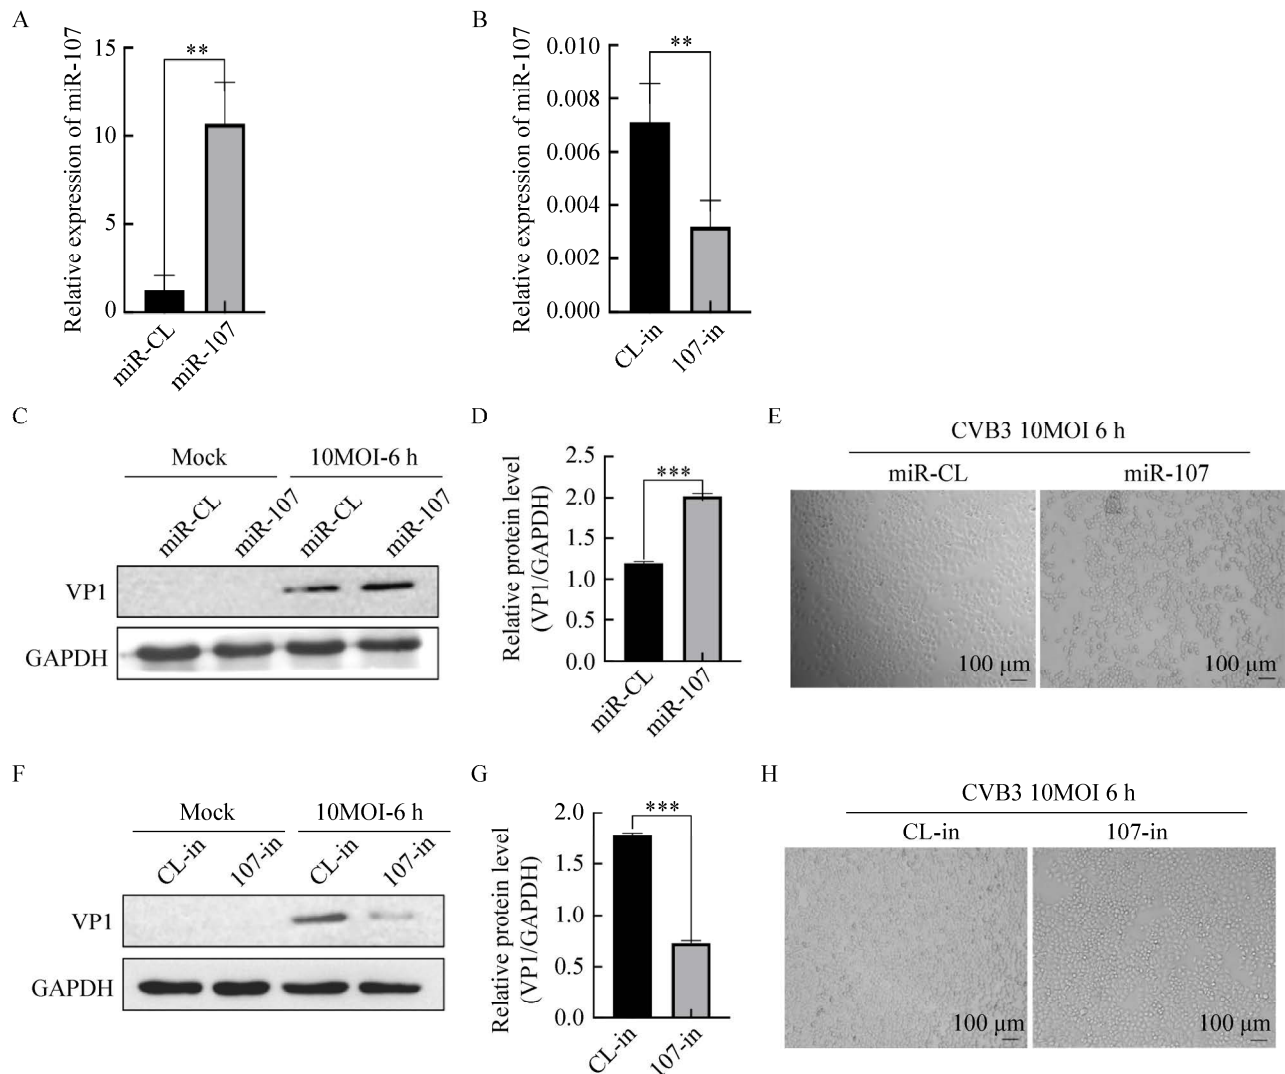 A
Relative expression of miR-107
15
10
5
0
**
miR-CL
miR-107
B
Relative expression of miR-107
0.010
0.008
0.006
0.004
0.002
0.000
**
CL-in
107-in
C
Mock
10MOI-6 h
miR-CL
miR-107
miR-CL
miR-107
VP1
GAPDH
D
Relative protein level
(VP1/GAPDH)
2.5
2.0
1.5
1.0
0.5
0.0
***
miR-CL
miR-107
E
CVB3 10MOI 6 h
miR-CL
miR-107
100 μm
100 μm
F
Mock
10MOI-6 h
CL-in
107-in
CL-in
107-in
VP1
GAPDH
G
Relative protein level
(VP1/GAPDH)
2.0
1.5
1.0
0.5
0.0
***
CL-in
107-in
H
CVB3 10MOI 6 h
CL-in
107-in
100 μm
100 μm